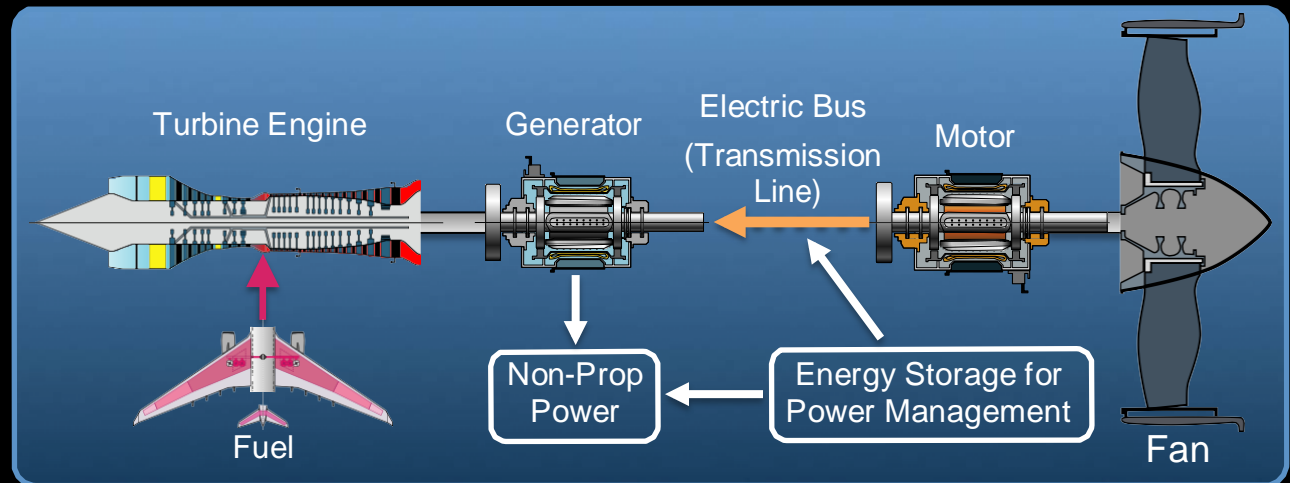 Turbine Engine
Generator
Electric Bus
(Transmission
Line)
Motor
Fuel
Non-Prop
Power
Energy Storage for
Power Management
Fan